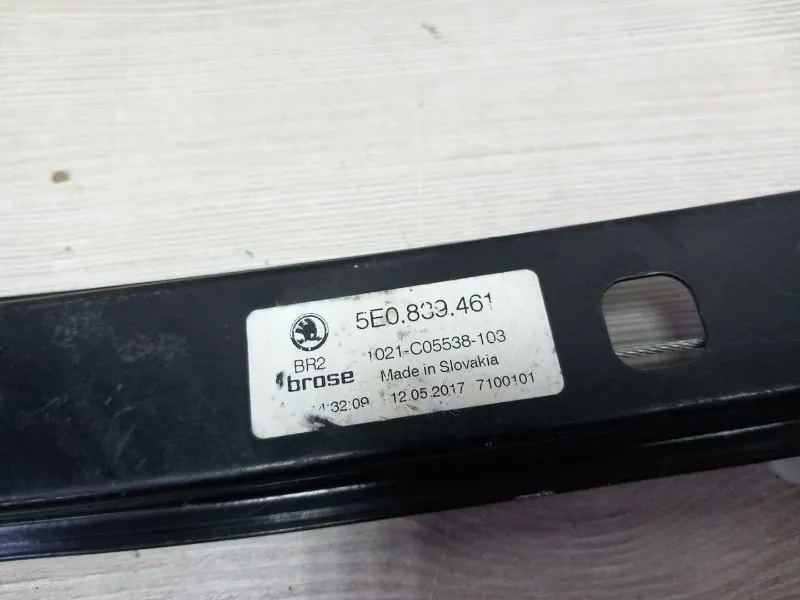 5E0.839.461
BR2
1021-C05538-103
brose
Made in Slovakia
12.05.2017 7100101